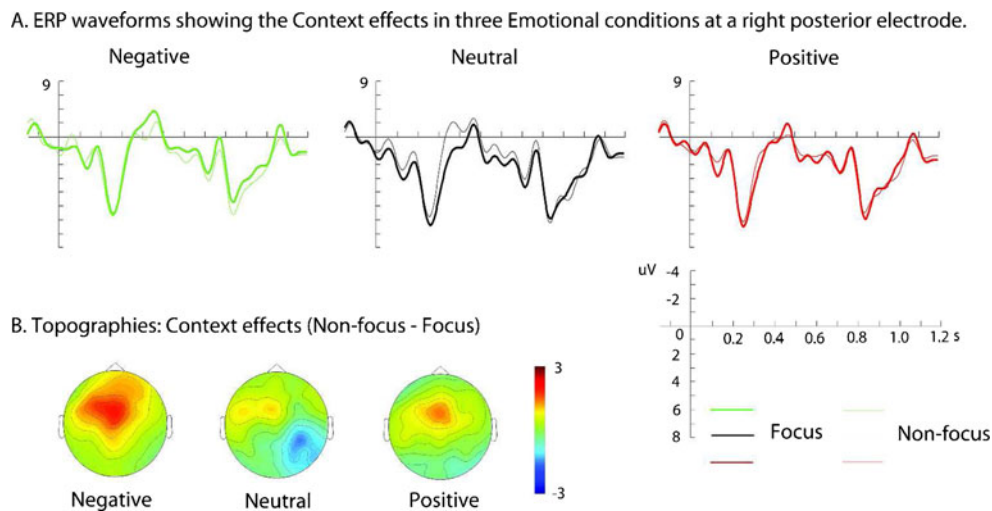 A. ERP waveforms showing the Context effects in three Emotional conditions at a right posterior electrode.
Negative Neutral Positive
9 9 9
uV -4
-2
B. Topographies: Context effects (Non-focus - Focus)
0 0.2 0.4 0.6 0.8 1.0 1.2 s
2
3
4
6
Focus Non-focus
8
-3
Negative Neutral Positive